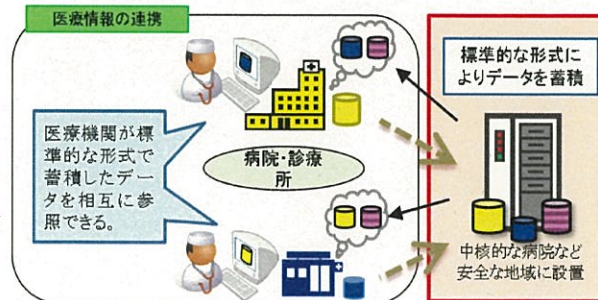 医療情報の連携
医療機関が標
準的な形式で
蓄積したデー
タを相互に参
照できる。
病院・診療
所
標準的な形式に
よりデータを蓄積
中核的な病院など
安全な地域に設置